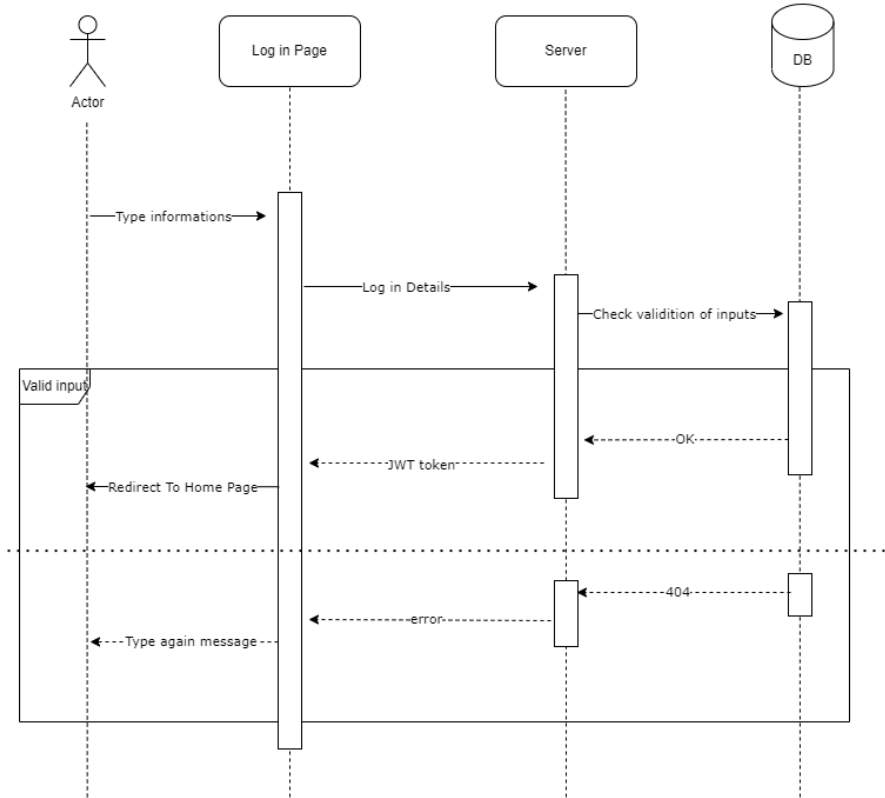 Actor
Log in Page
Server
DB
Type informations
Log in Details
Check validition of inputs
Valid input
OK
JWT token
Redirect To Home Page
404
error
Type again message